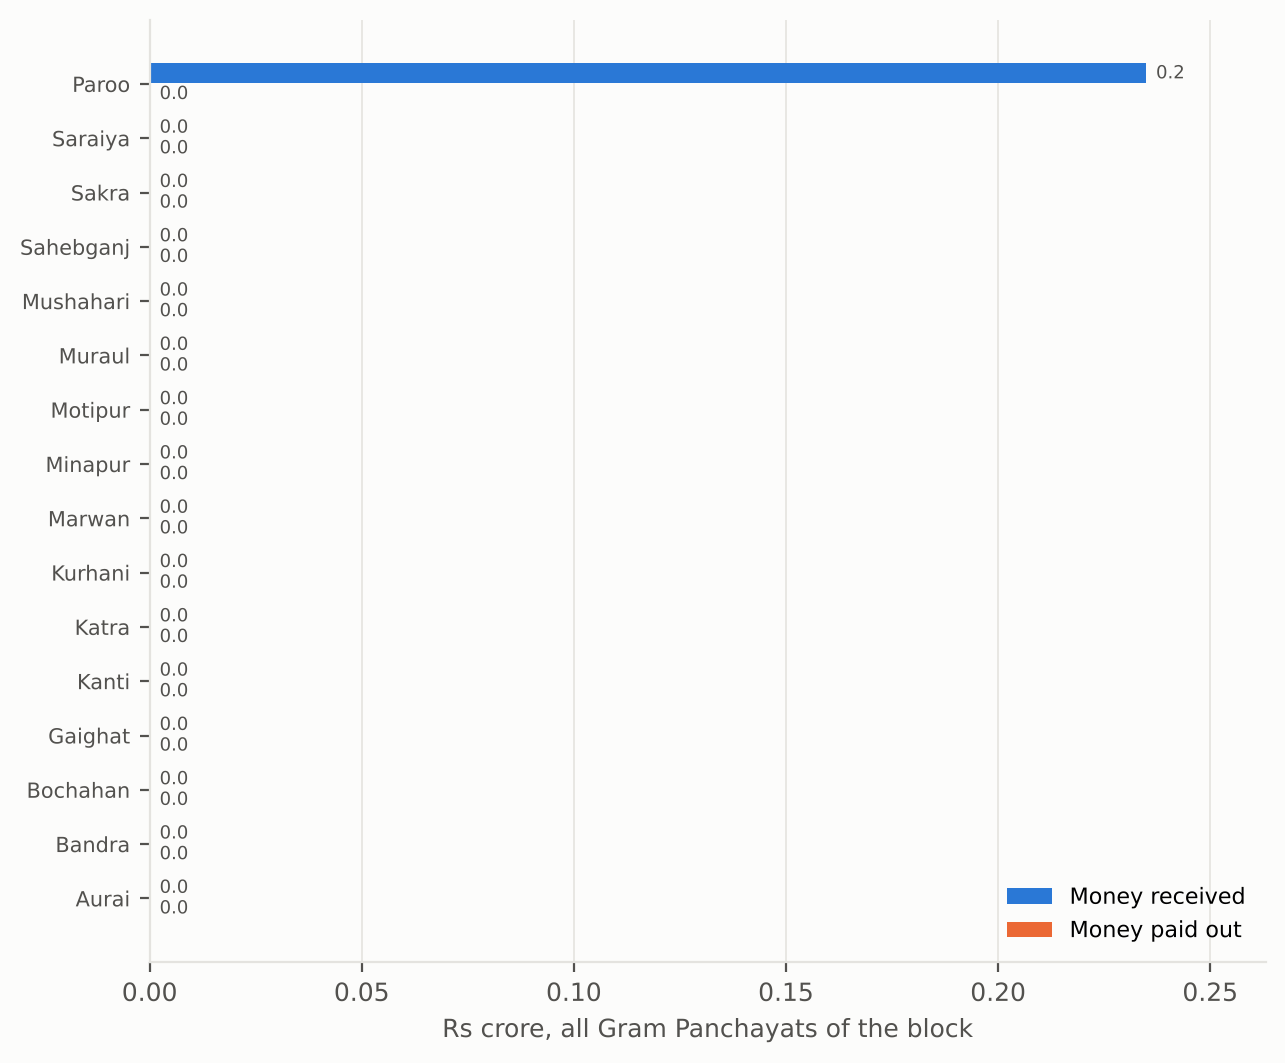 Paroo
0.2
0.0
Saraiya
0.0
0.0
Sakra
0.0
0.0
Sahebganj
0.0
0.0
Mushahari
0.0
0.0
Muraul
0.0
0.0
Motipur
0.0
0.0
Minapur
0.0
0.0
Marwan
0.0
0.0
Kurhani
0.0
0.0
Katra
0.0
0.0
Kanti
0.0
0.0
Gaighat
0.0
0.0
Bochahan
0.0
0.0
Bandra
0.0
0.0
Aurai
0.0
0.0
Money received
Money paid out
0.00 0.05 0.10 0.15 0.20 0.25
Rs crore, all Gram Panchayats of the block